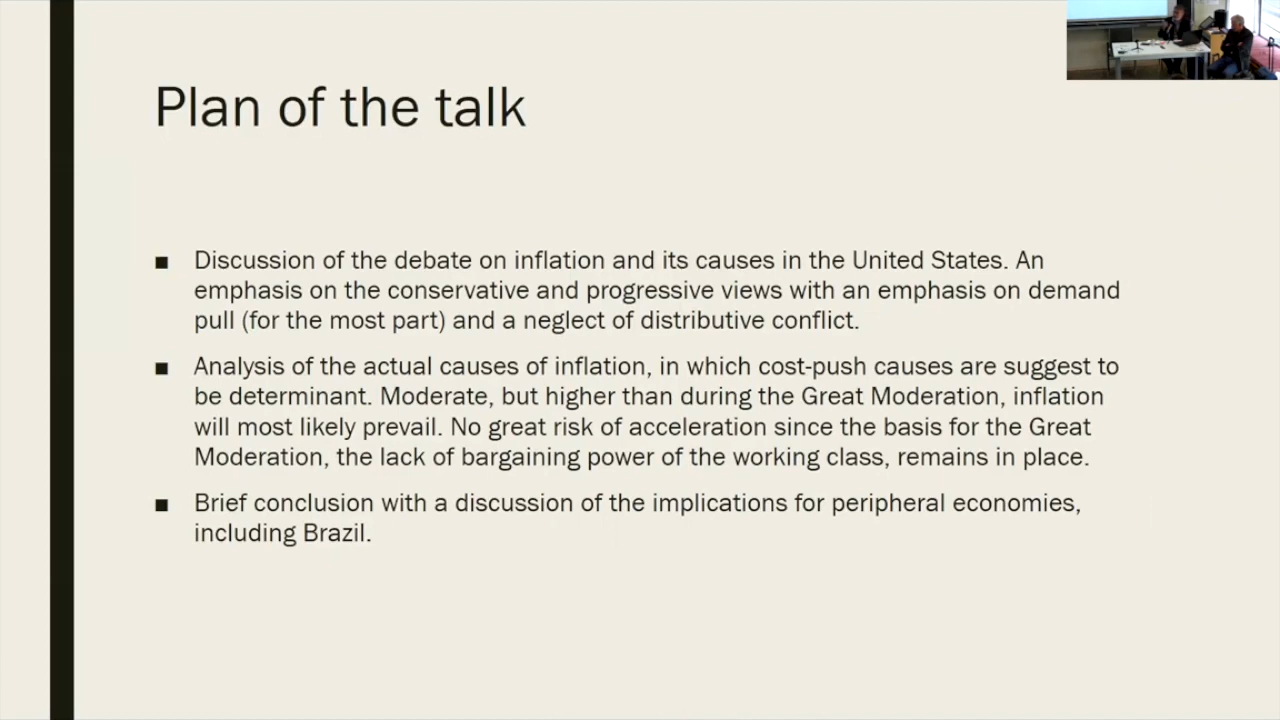 Plan of the talk
■ Discussion of the debate on inflation and its causes in the United States. An
emphasis on the conservative and progressive views with an emphasis on demand
pull (for the most part) and a neglect of distributive conflict.
■ Analysis of the actual causes of inflation, in which cost-push causes are suggest to
be determinant. Moderate, but higher than during the Great Moderation, inflation
will most likely prevail. No great risk of acceleration since the basis for the Great
Moderation, the lack of bargaining power of the working class, remains in place.
■ Brief conclusion with a discussion of the implications for peripheral economies,
including Brazil.